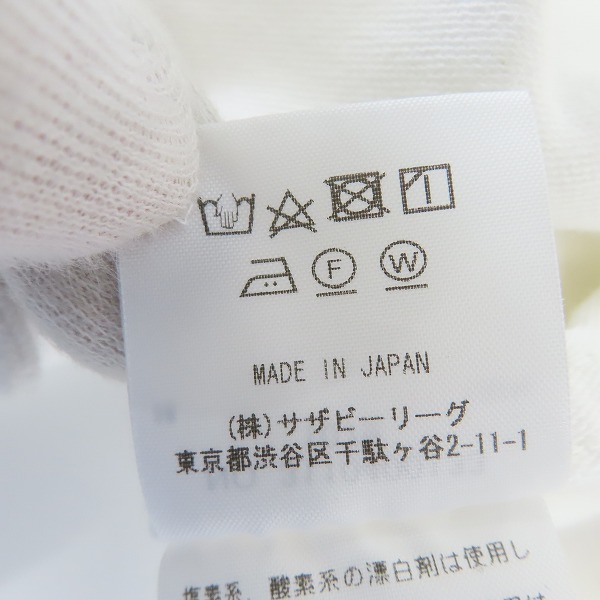 F W
MADE IN JAPAN
(株)サザビーリーグ
東京都渋谷区千駄ヶ谷2-11-1
塩素系、酸素系の漂白剤は使用し